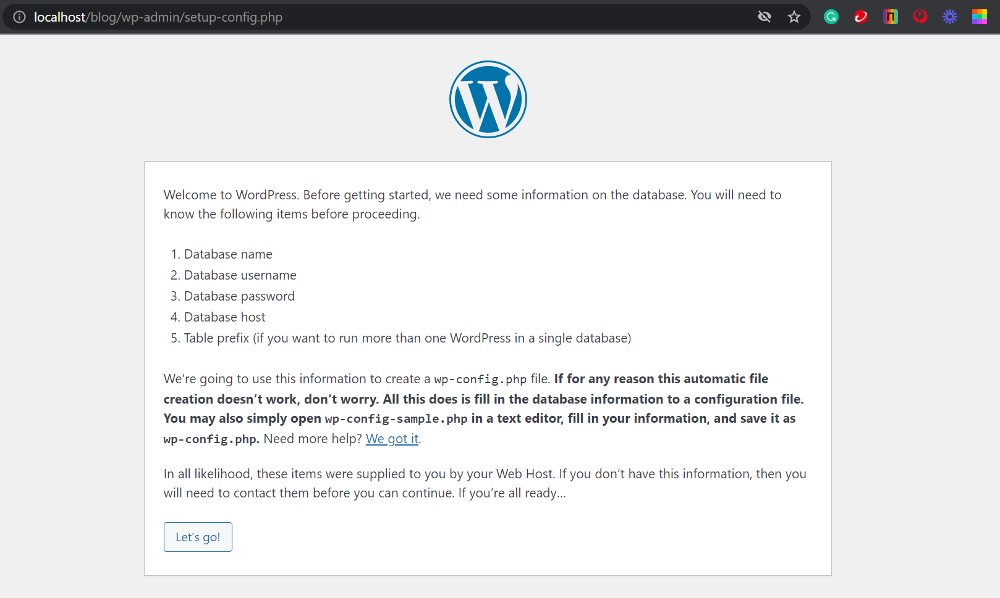 localhost/blog/wp-admin/setup-config.php
Welcome to WordPress. Before getting started, we need some information on the database. You will need to
know the following items before proceeding.
1. Database name
2. Database username
3. Database password
4. Database host
5. Table prefix (if you want to run more than one WordPress in a single database)
We’re going to use this information to create a wp-config.php file. If for any reason this automatic file
creation doesn’t work, don’t worry. All this does is fill in the database information to a configuration file.
You may also simply open wp-config-sample.php in a text editor, fill in your information, and save it as
wp-config.php. Need more help? We got it.
In all likelihood, these items were supplied to you by your Web Host. If you don’t have this information, then you
will need to contact them before you can continue. If you’re all ready…
Let’s go!